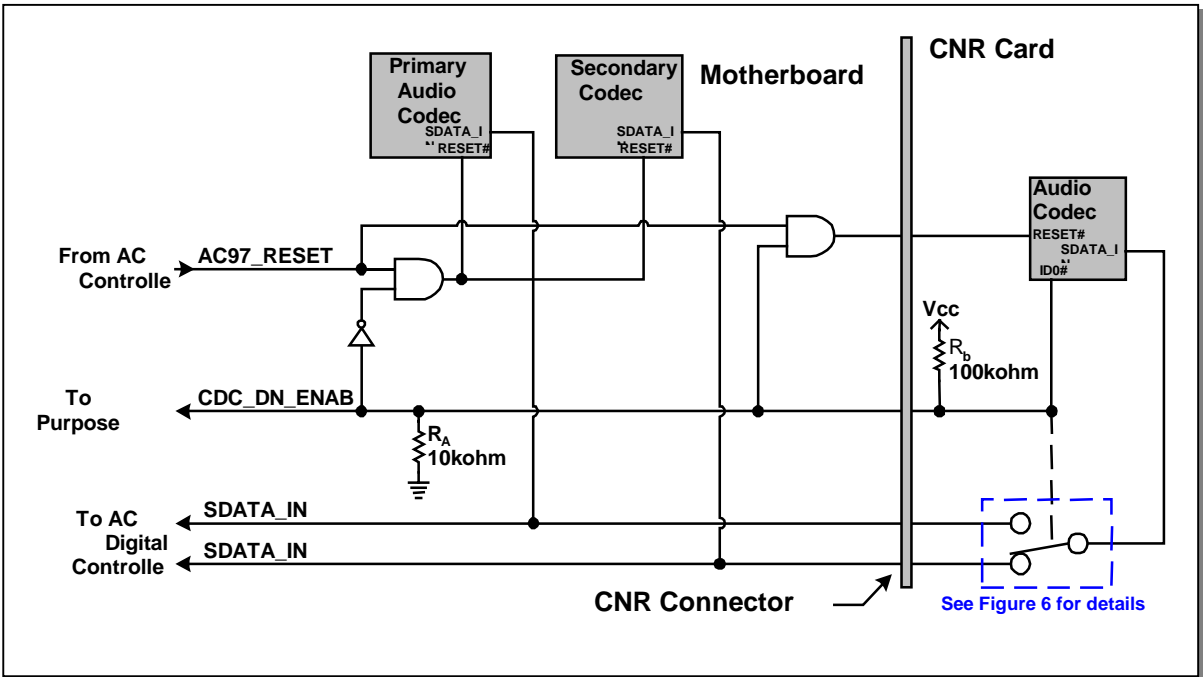 Primary
Audio
Codec
SDATA_I
RESET#
Secondary
Codec
SDATA_I
RESET#
Motherboard
CNR Card
Audio
Codec
RESET#
SDATA_I
ID0#
From AC
Controlle
AC97_RESET
Vcc
Rb
100kohm
To
Purpose
CDC_DN_ENAB
RA
10kohm
To AC
Digital
Controlle
SDATA_IN
SDATA_IN
CNR Connector
See Figure 6 for details